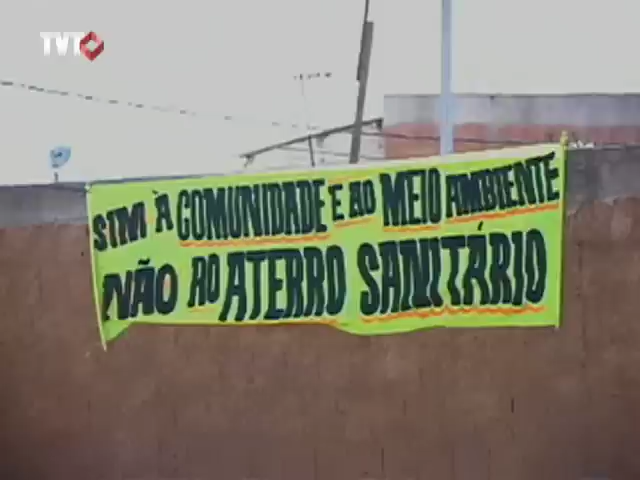 TVT
SIM À COMUNIDADE E AO MEIO AMBIENTE
NÃO AO ATERRO SANITÁRIO